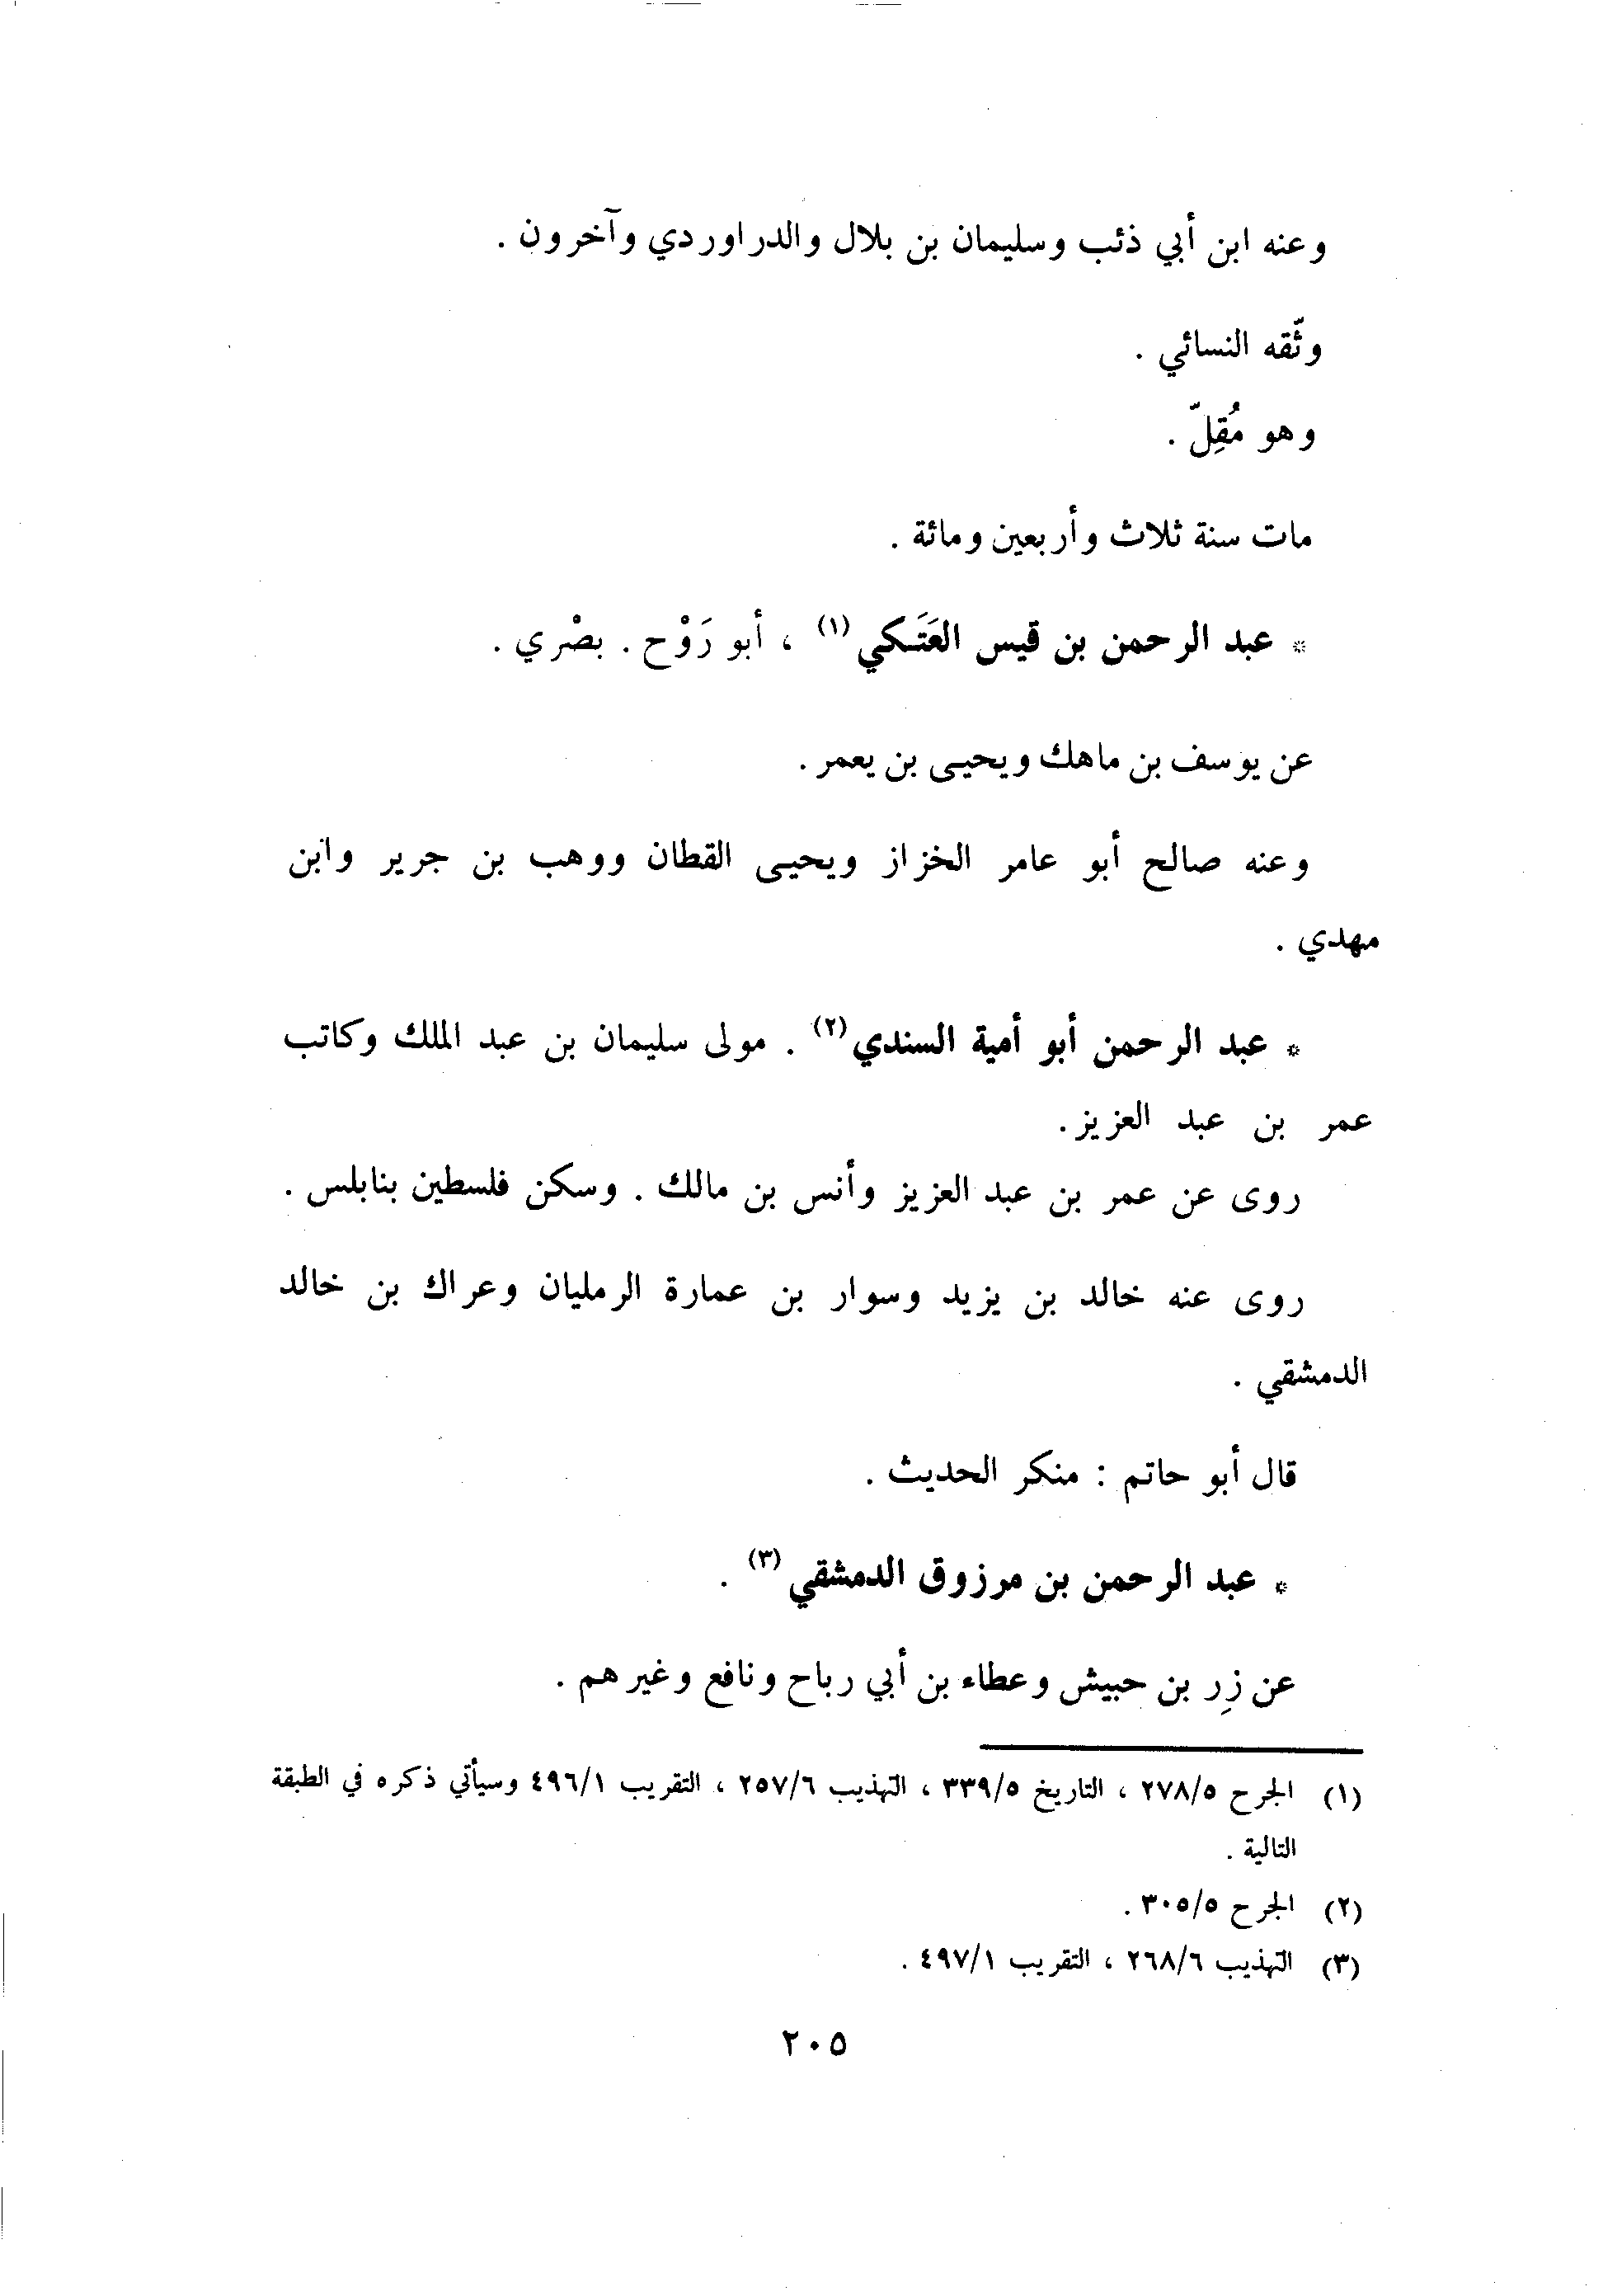 وعنه ابن أبي ذئب وسليمان بن بلال والدراوردي وآخرون .
وثّقه النسائي .
وهو مُقِلّ .
مات سنة ثلاث وأربعين ومائة .
* عبد الرحمن بن قيس العَتَكي (١) ، أبو رَوْح . بصْري .
عن يوسف بن ماهك ويحيى بن يعمر .
وعنه صالح أبو عامر الخزاز ويحيى القطان ووهب بن جرير وابن
مهدي .
* عبد الرحمن أبو أمية السندي (٢) . مولى سليمان بن عبد الملك وكاتب
عمر بن عبد العزيز .
روى عن عمر بن عبد العزيز وأنس بن مالك . وسكن فلسطين بنابلس .
روى عنه خالد بن يزيد وسوار بن عمارة الرمليان وعراك بن خالد
الدمشقي .
قال أبو حاتم : منكر الحديث .
* عبد الرحمن بن مرزوق الدمشقي (٣) .
عن زِر بن حبيش وعطاء بن أبي رباح ونافع وغيرهم .
(١) الجرح ٢٧٨/٥ ، التاريخ ٣٣٩/٥ ، التهذيب ٢٥٧/٦ ، التقريب ٤٩٦/١ وسيأتي ذكره في الطبقة
التالية .
(٢) الجرح ٣٠٥/٥ .
(٣) التهذيب ٢٦٨/٦ ، التقريب ٤٩٧/١ .
٢٠٥